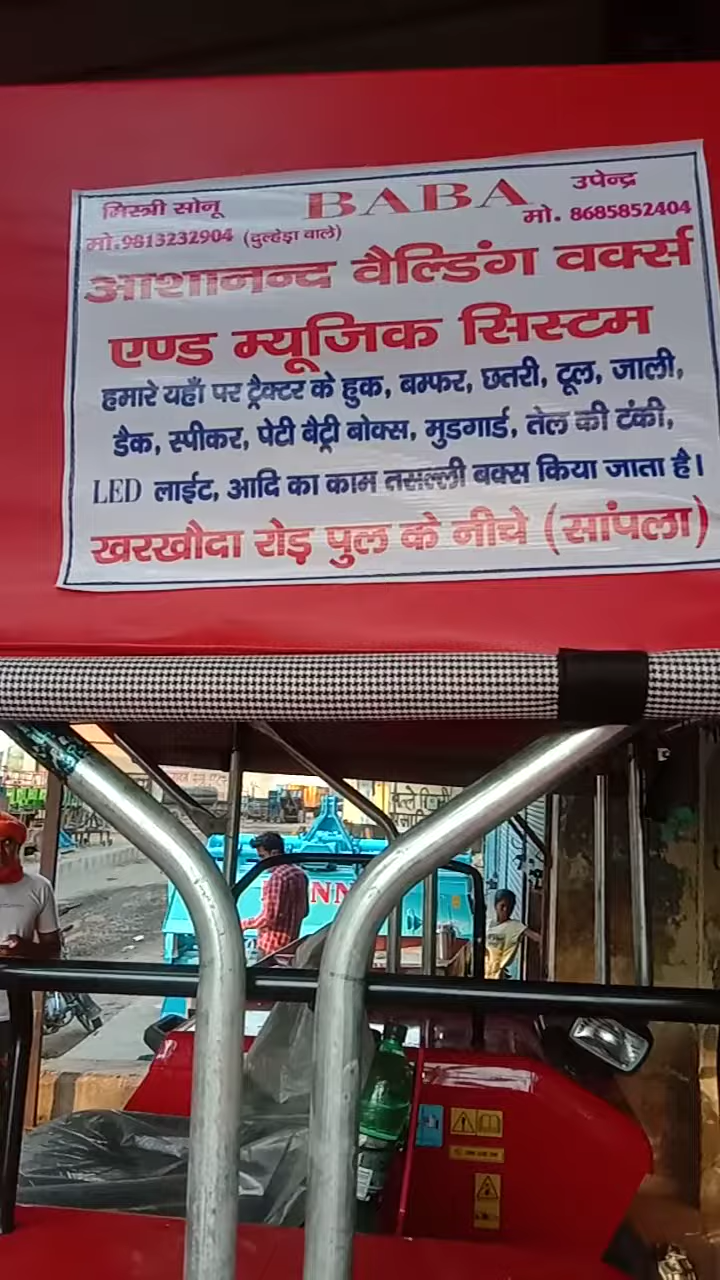 मिस्त्री सोनू BABA उपेन्द्र
मो.9813232904 (दुल्हेड़ा वाले) मो. 8685852404
आशानन्द वैल्डिंग वर्क्स
एण्ड म्यूजिक सिस्टम
हमारे यहाँ पर ट्रैक्टर के हुक, बम्फर, छतरी, टूल, जाली,
डैक, स्पीकर, पेटी बैट्री बोक्स, मुडगार्ड, तेल की टंकी,
LED लाईट, आदि का काम तसल्ली बक्स किया जाता है।
खरखौदा रोड़ पुल के नीचे (सांपला)